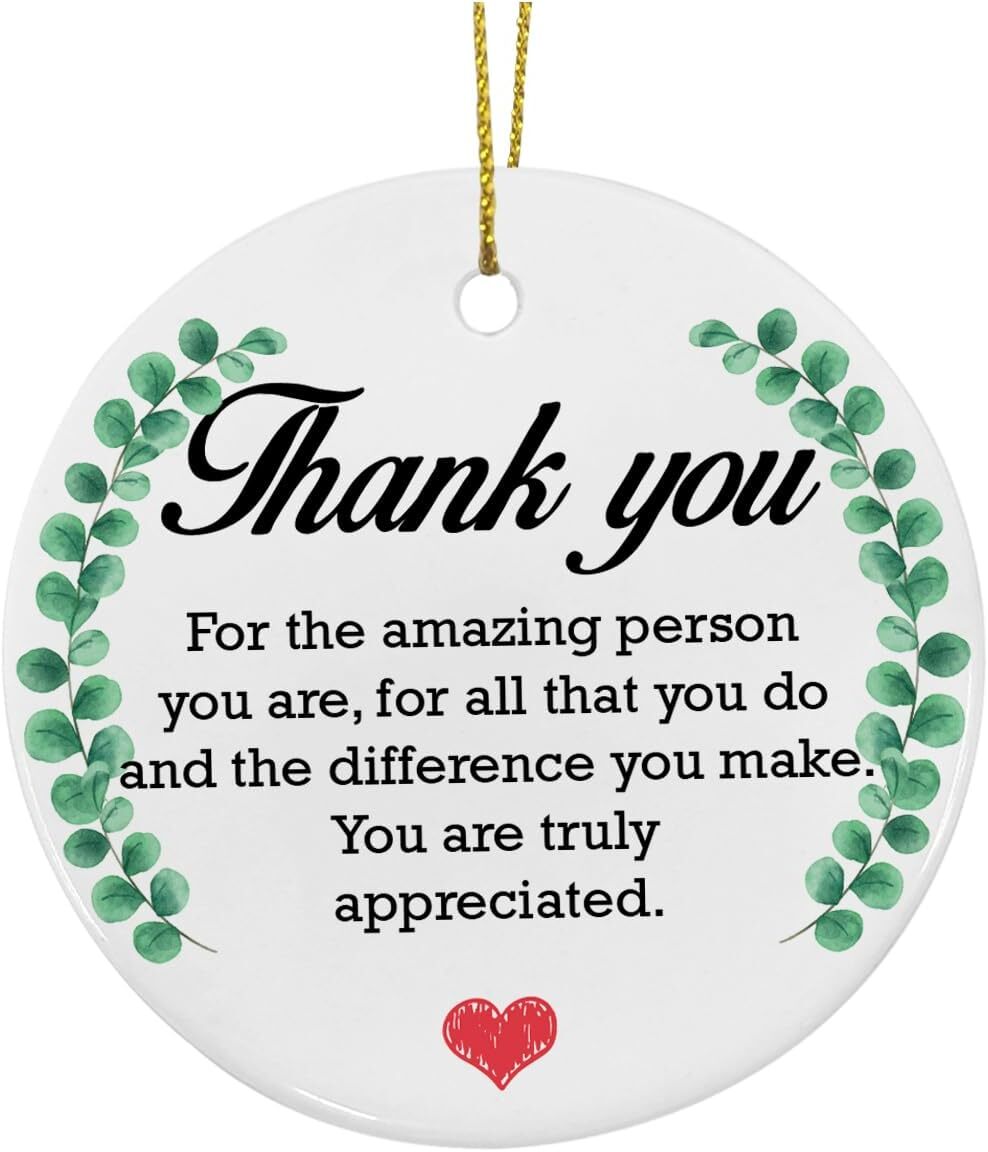 Thank you
For the amazing person
you are, for all that you do
and the difference you make.
You are truly
appreciated.